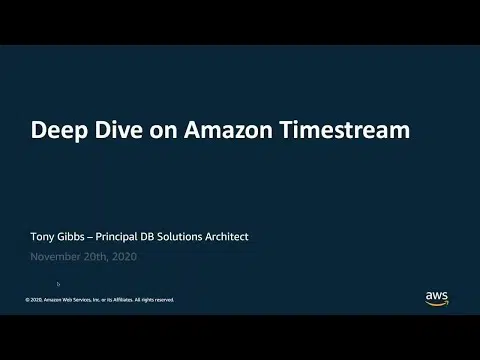 Deep Dive on Amazon Timestream
Tony Gibbs – Principal DB Solutions Architect
November 20th, 2020
© 2020, Amazon Web Services, Inc. or its Affiliates. All rights reserved.
aws